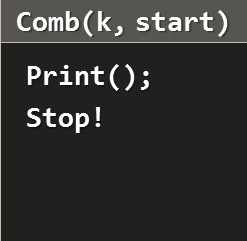 Comb(k, start)
Print();
Stop!